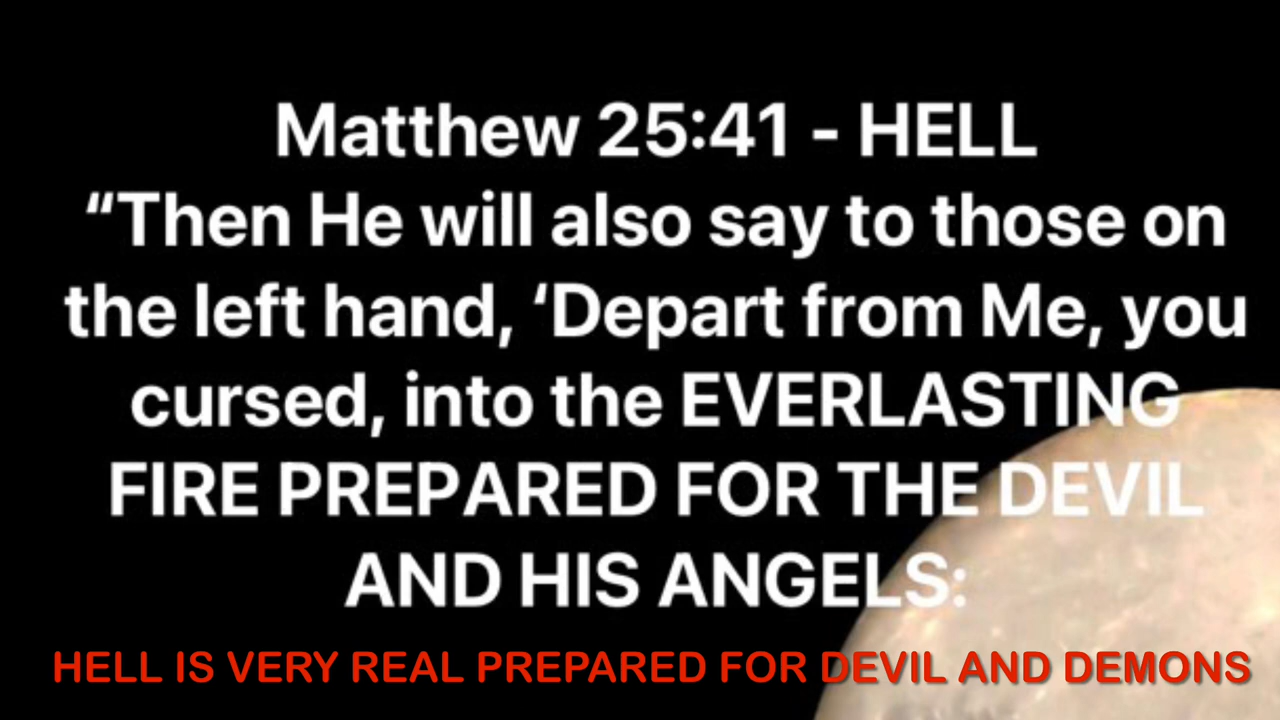 Matthew 25:41 - HELL
“Then He will also say to those on
the left hand, ‘Depart from Me, you
cursed, into the EVERLASTING
FIRE PREPARED FOR THE DEVIL
AND HIS ANGELS:
HELL IS VERY REAL PREPARED FOR DEVIL AND DEMONS